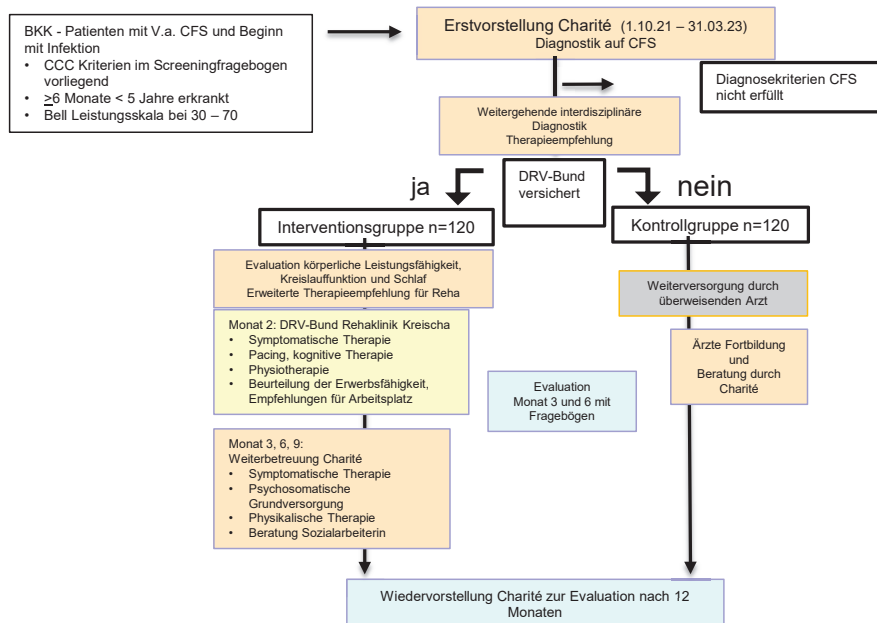 BKK - Patienten mit V.a. CFS und Beginn
mit Infektion
• CCC Kriterien im Screeningfragebogen
vorliegend
• ≥6 Monate < 5 Jahre erkrankt
• Bell Leistungsskala bei 30 – 70
Erstvorstellung Charité (1.10.21 – 31.03.23)
Diagnostik auf CFS
Diagnosekriterien CFS
nicht erfüllt
Weitergehende interdisziplinäre
Diagnostik
Therapieempfehlung
DRV-Bund
versichert
ja
nein
Interventionsgruppe n=120
Kontrollgruppe n=120
Evaluation körperliche Leistungsfähigkeit,
Kreislauffunktion und Schlaf
Erweiterte Therapieempfehlung für Reha
Weiterversorgung durch
überweisenden Arzt
Monat 2: DRV-Bund Rehaklinik Kreischa
• Symptomatische Therapie
• Pacing, kognitive Therapie
• Physiotherapie
• Beurteilung der Erwerbsfähigkeit,
Empfehlungen für Arbeitsplatz
Ärzte Fortbildung
und
Beratung durch
Charité
Evaluation
Monat 3 und 6 mit
Fragebögen
Monat 3, 6, 9:
Weiterbetreuung Charité
• Symptomatische Therapie
• Psychosomatische
Grundversorgung
• Physikalische Therapie
• Beratung Sozialarbeiterin
Wiedervorstellung Charité zur Evaluation nach 12
Monaten